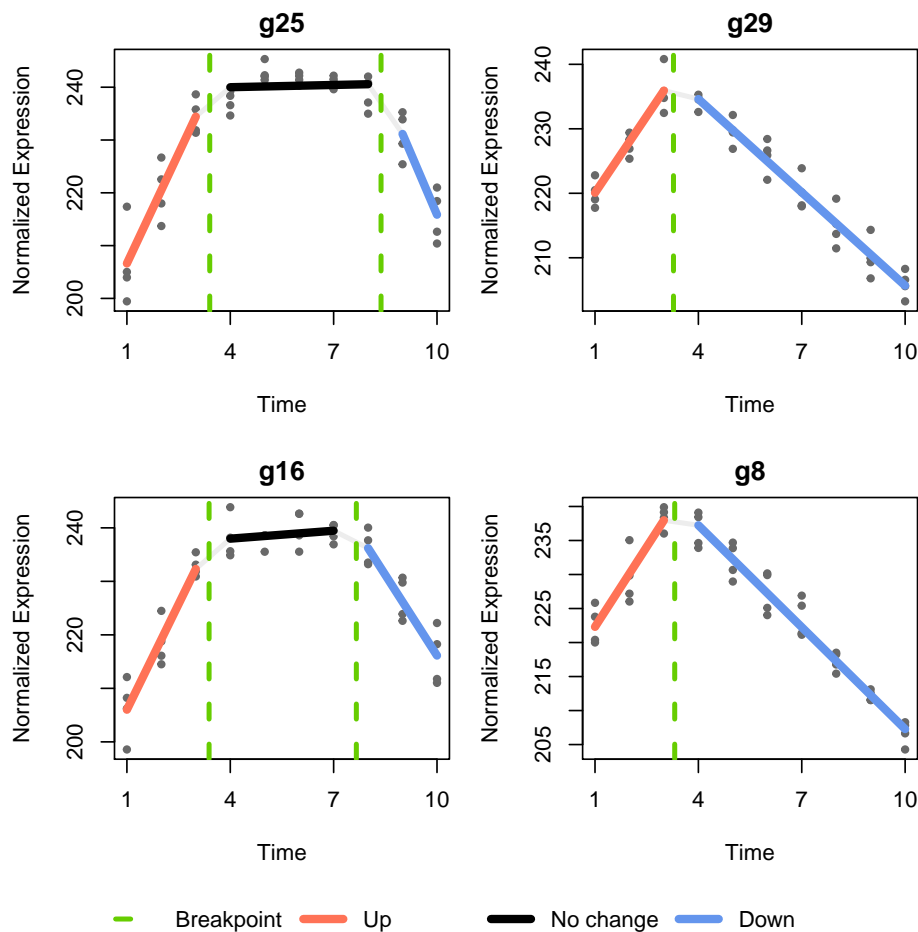 g25
Normalized Expression
200
220
240
1 4 7 10
Time
g29
Normalized Expression
210
220
230
240
1 4 7 10
Time
g16
Normalized Expression
200
220
240
1 4 7 10
Time
g8
Normalized Expression
205
215
225
235
1 4 7 10
Time
Breakpoint Up No change Down